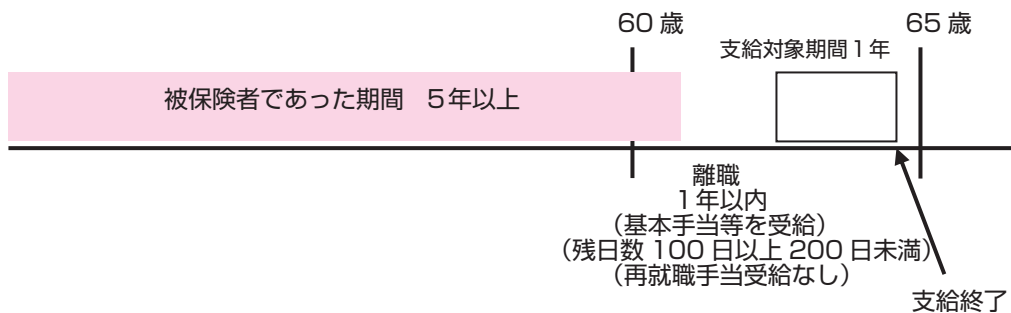 60 歳
65 歳
支給対象期間 1 年
被保険者であった期間　５年以上
離職
１年以内
（基本手当等を受給）
（残日数 100 日以上 200 日未満）
（再就職手当受給なし）
支給終了